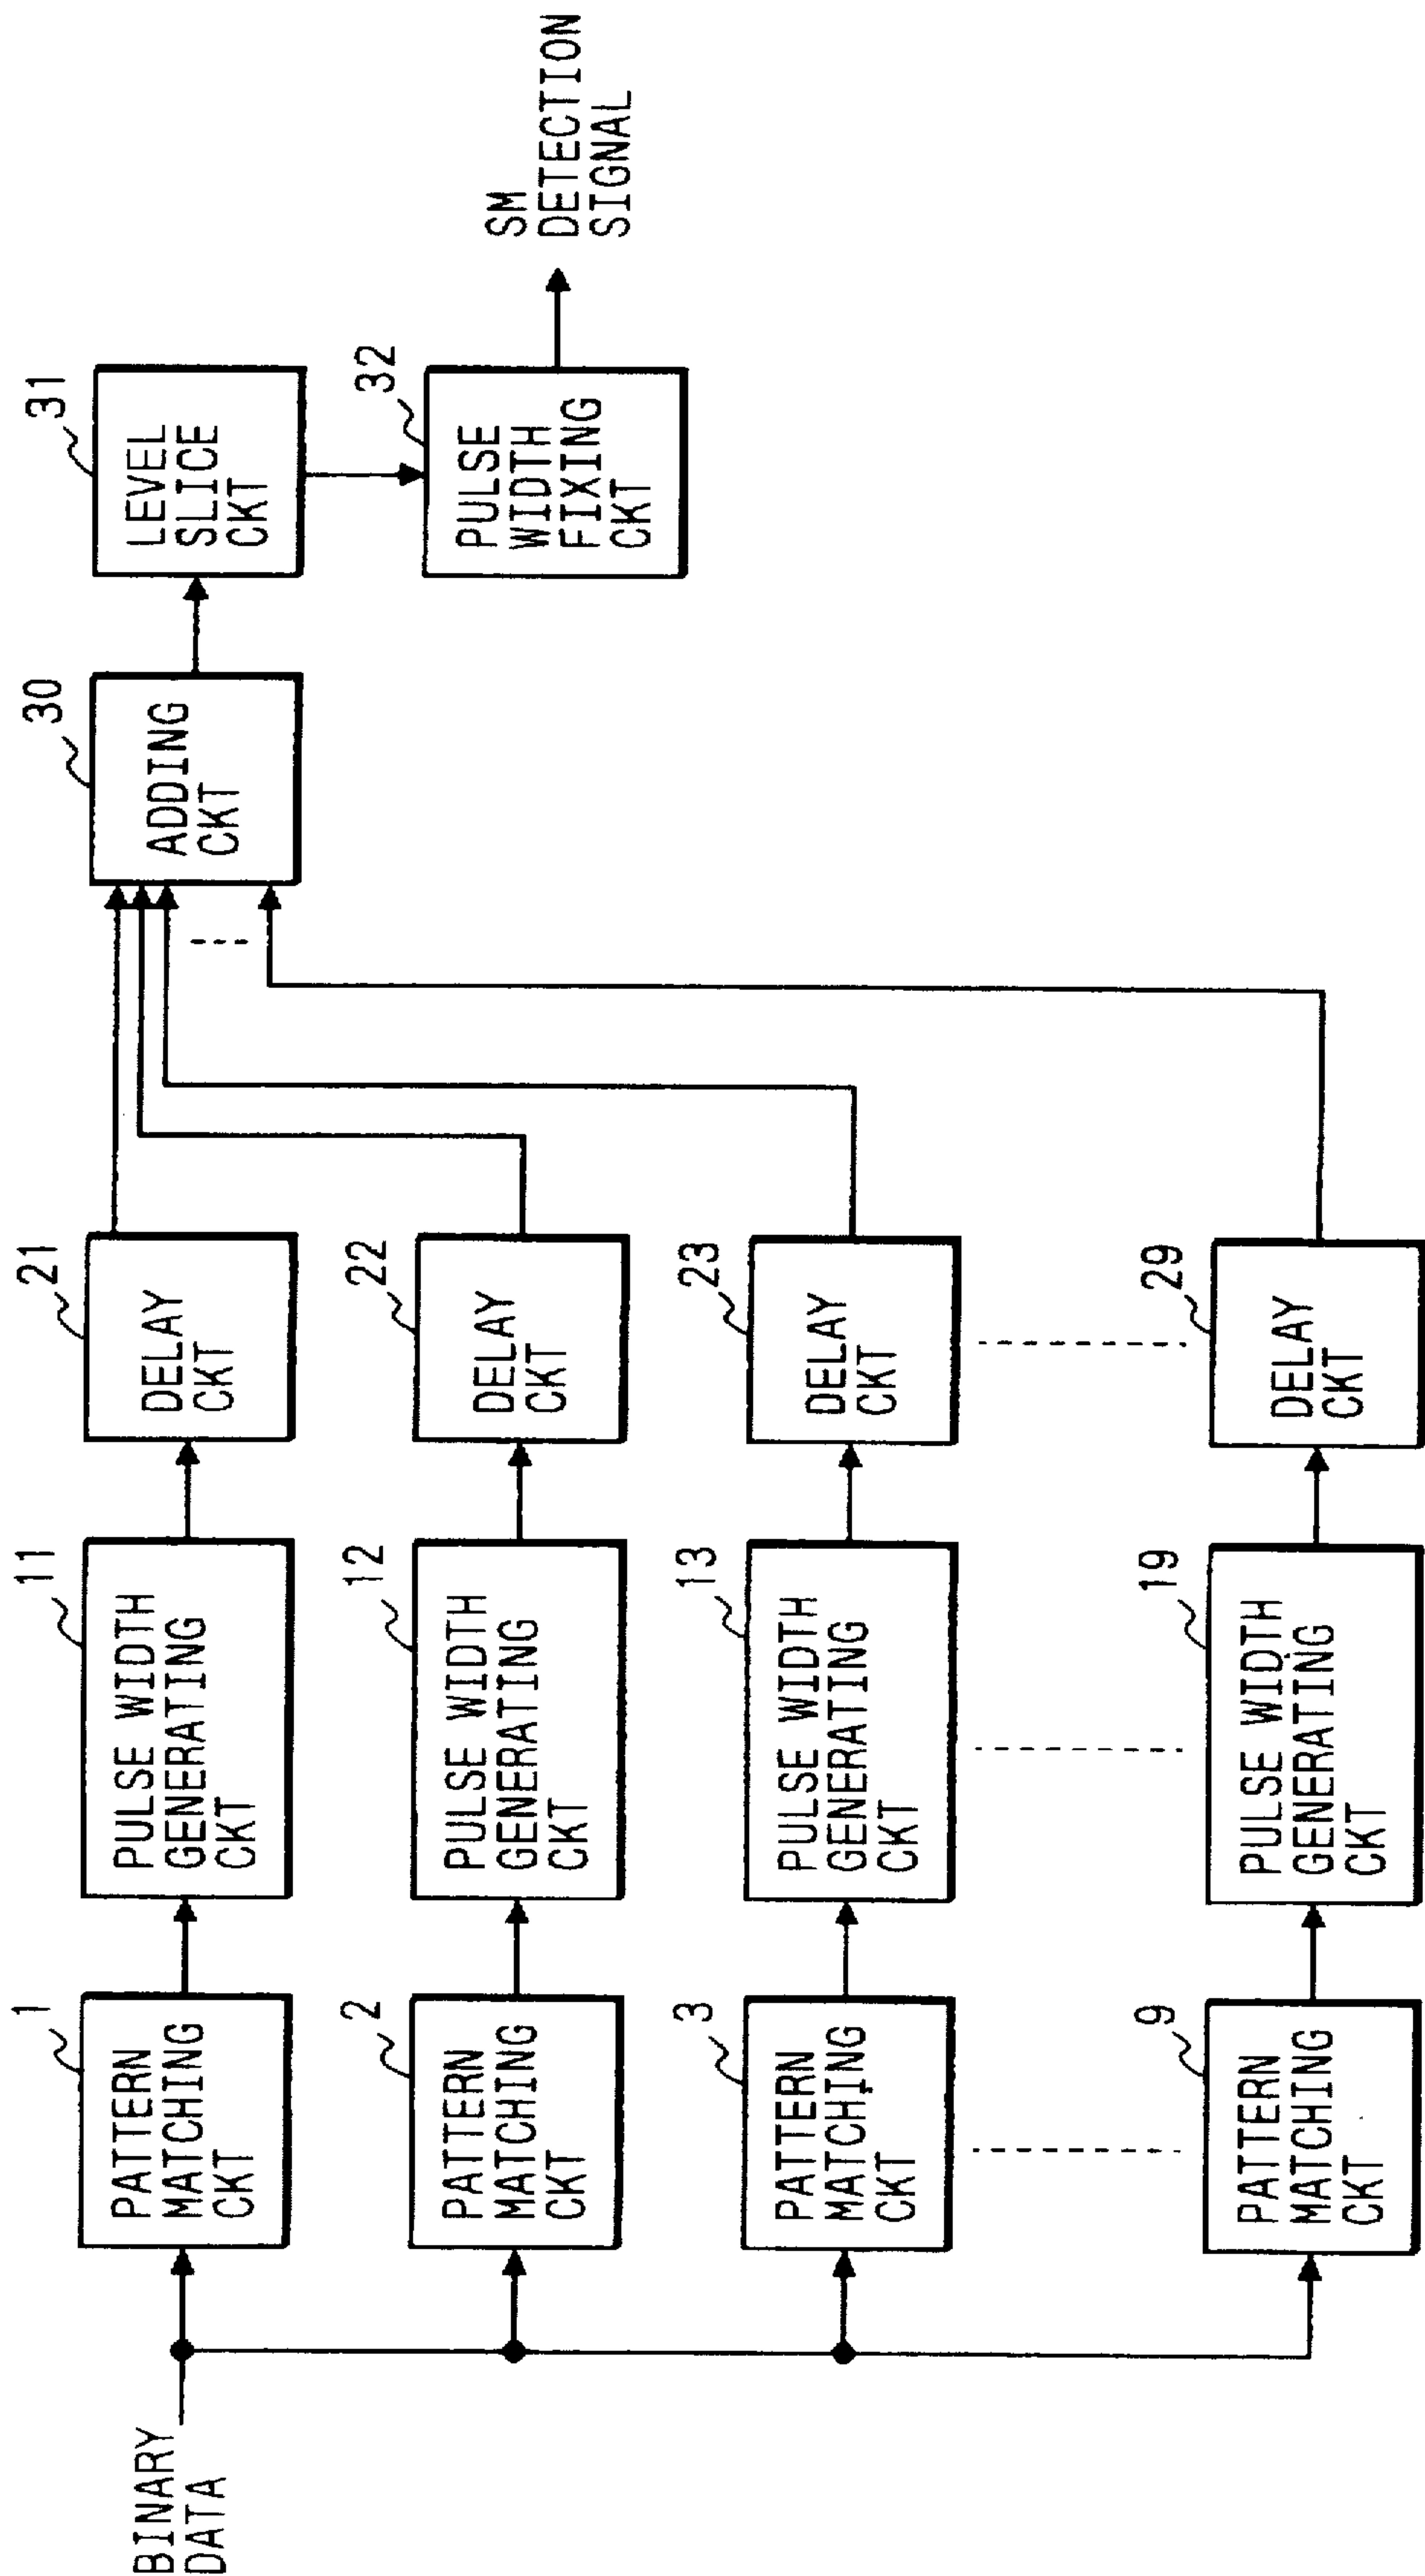 BINARY
DATA
1
PATTERN
MATCHING
CKT
11
PULSE WIDTH
GENERATING
CKT
21
DELAY
CKT
30
ADDING
CKT
31
LEVEL
SLICE
CKT
2
PATTERN
MATCHING
CKT
12
PULSE WIDTH
GENERATING
CKT
22
DELAY
CKT
32
PULSE
WIDTH
FIXING
CKT
SM
DETECTION
SIGNAL
3
PATTERN
MATCHING
CKT
13
PULSE WIDTH
GENERATING
CKT
23
DELAY
CKT
9
PATTERN
MATCHING
CKT
19
PULSE WIDTH
GENERATING
CKT
29
DELAY
CKT